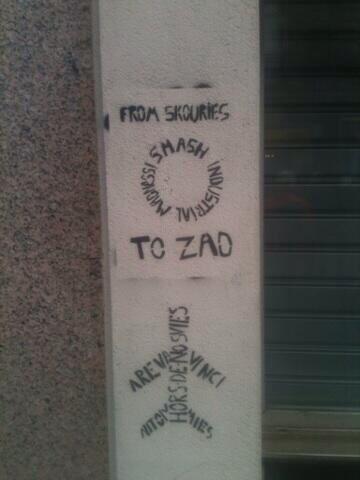 FROM SKOURIES
SMASH INDUSTRIAL MADNESS!
TO ZAD
AREVA VINCI
HORS DE NOS VIES